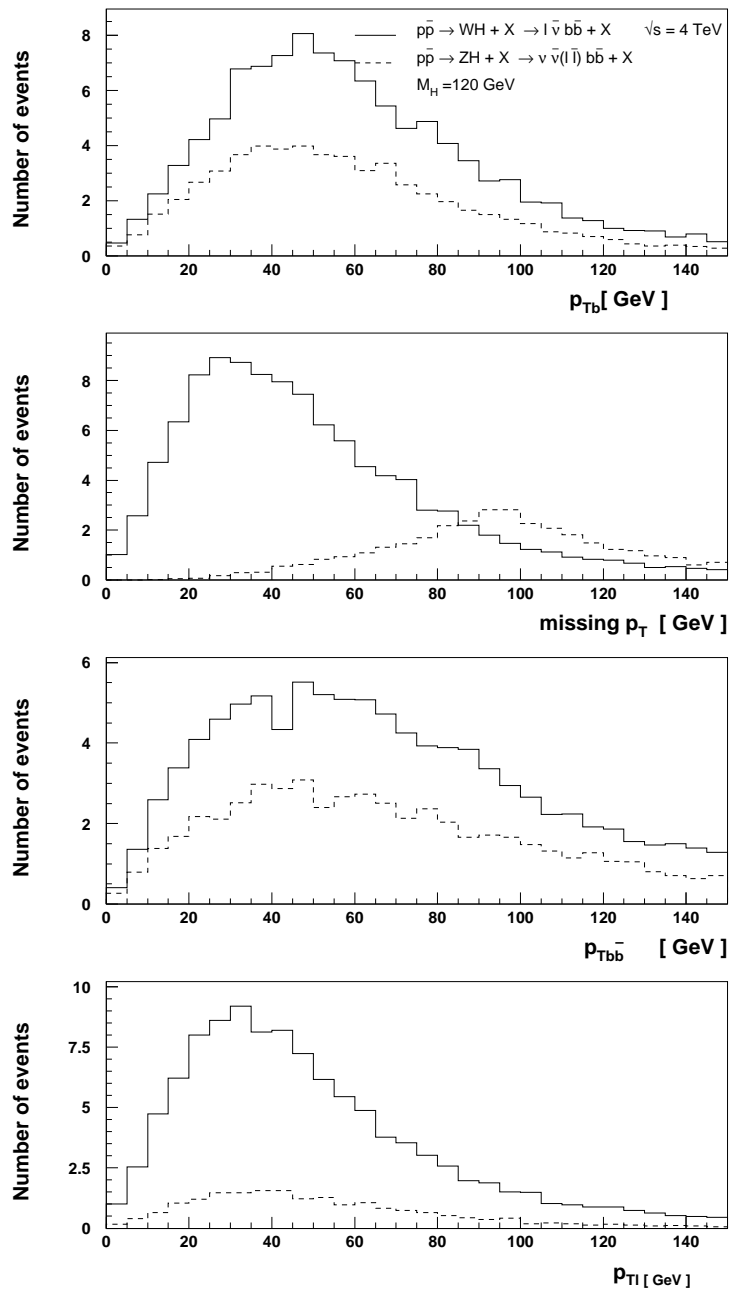 Number of events
8
6
4
2
0
pp̄ → WH + X → l ν̄ bb̄ + X √s = 4 TeV
pp̄ → ZH + X → ν ν̄(l l̄) bb̄ + X
M_H =120 GeV
0 20 40 60 80 100 120 140
p_Tb[ GeV ]
Number of events
8
6
4
2
0
0 20 40 60 80 100 120 140
missing p_T [ GeV ]
Number of events
6
4
2
0
0 20 40 60 80 100 120 140
p_Tbb̄ [ GeV ]
Number of events
10
7.5
5
2.5
0
0 20 40 60 80 100 120 140
p_Tl [ GeV ]